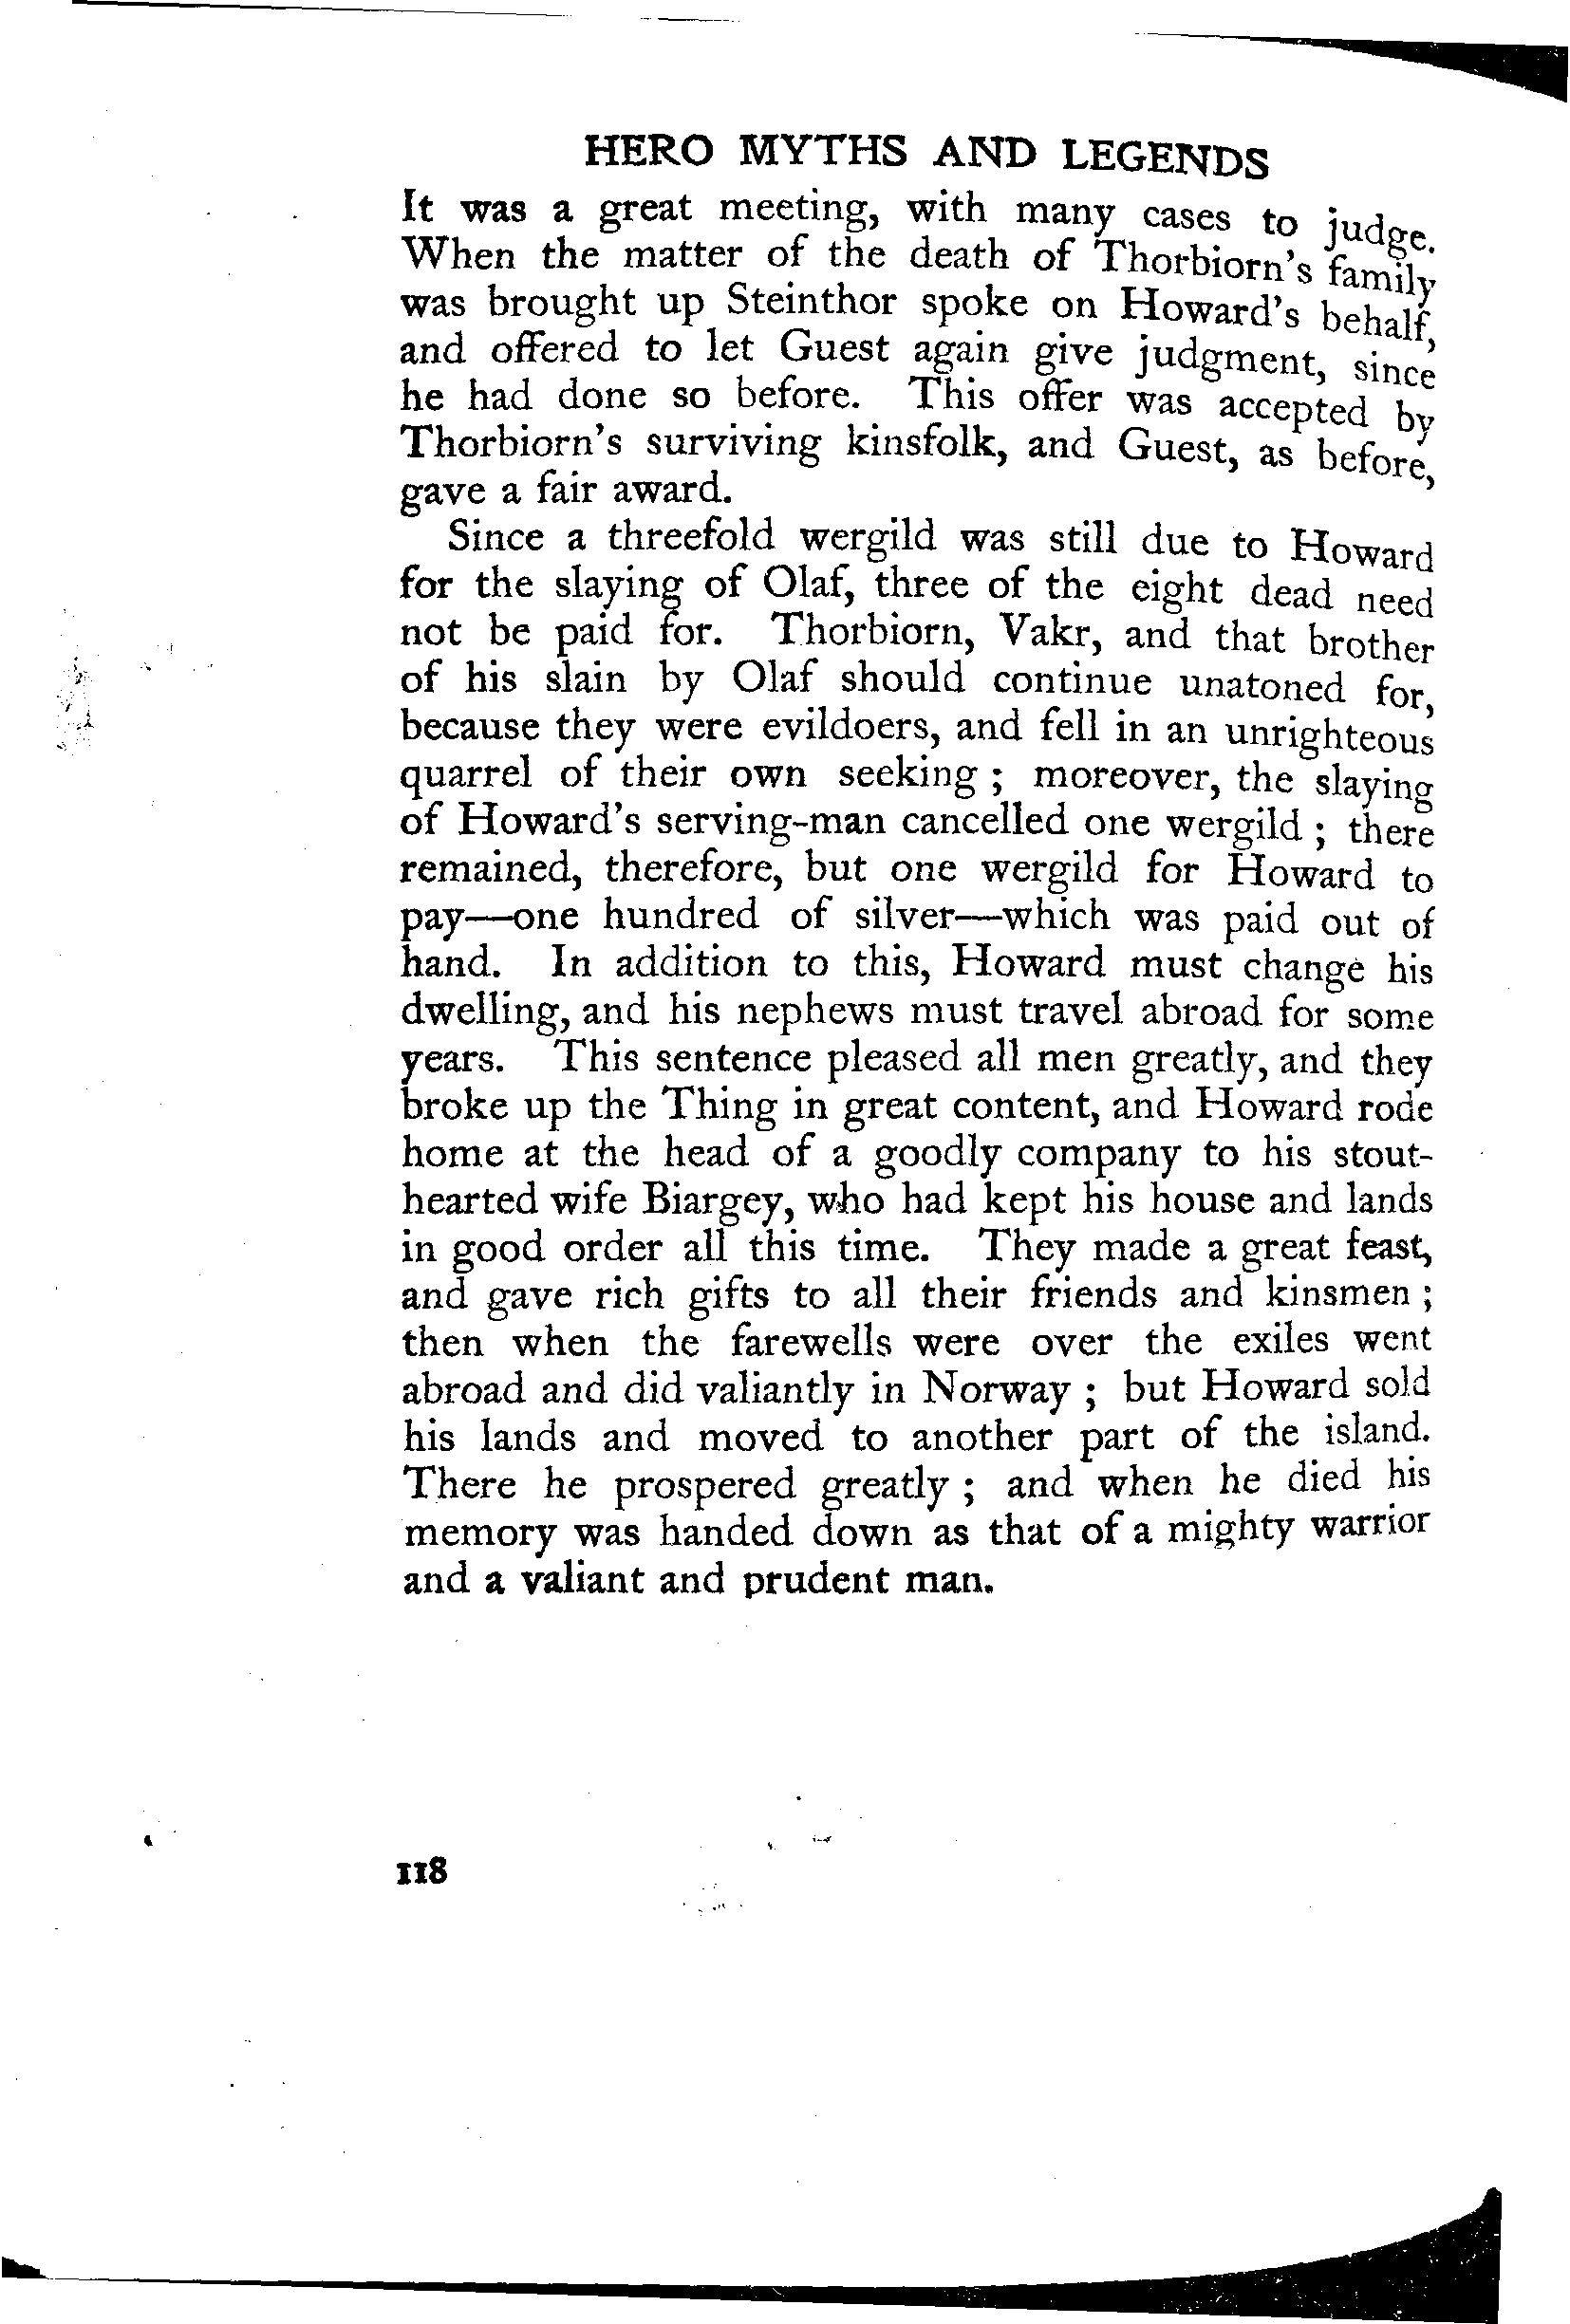 HERO MYTHS AND LEGENDS
It was a great meeting, with many cases to judge.
When the matter of the death of Thorbiorn's family
was brought up Steinthor spoke on Howard's behalf,
and offered to let Guest again give judgment, since
he had done so before. This offer was accepted by
Thorbiorn's surviving kinsfolk, and Guest, as before,
gave a fair award.
Since a threefold wergild was still due to Howard
for the slaying of Olaf, three of the eight dead need
not be paid for. Thorbiorn, Vakr, and that brother
of his slain by Olaf should continue unatoned for,
because they were evildoers, and fell in an unrighteous
quarrel of their own seeking ; moreover, the slaying
of Howard's serving-man cancelled one wergild ; there
remained, therefore, but one wergild for Howard to
pay—one hundred of silver—which was paid out of
hand. In addition to this, Howard must change his
dwelling, and his nephews must travel abroad for some
years. This sentence pleased all men greatly, and they
broke up the Thing in great content, and Howard rode
home at the head of a goodly company to his stout-
hearted wife Biargey, who had kept his house and lands
in good order all this time. They made a great feast,
and gave rich gifts to all their friends and kinsmen ;
then when the farewells were over the exiles went
abroad and did valiantly in Norway ; but Howard sold
his lands and moved to another part of the island.
There he prospered greatly ; and when he died his
memory was handed down as that of a mighty warrior
and a valiant and prudent man.
118